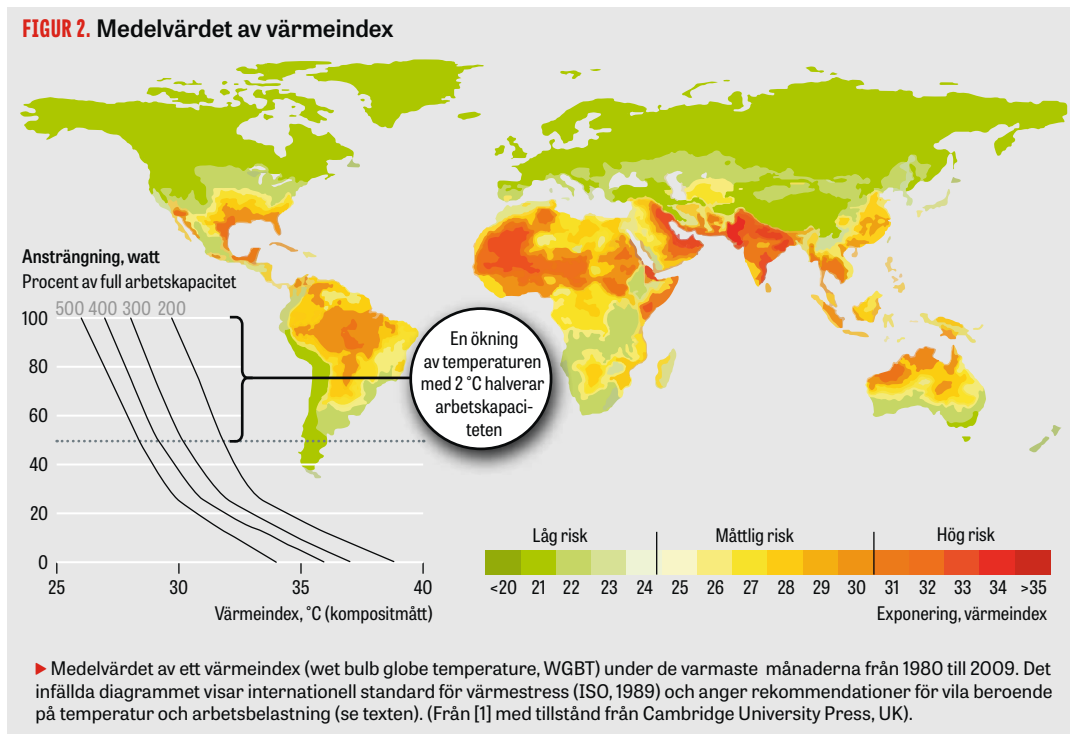 FIGUR 2. Medelvärdet av värmeindex
Ansträngning, watt
Procent av full arbetskapacitet
500 400 300 200
100
80
60
40
20
0
25 30 35 40
Värmeindex, ˚C (kompositmått)
En ökning
av temperaturen
med 2 ˚C halverar
arbetskapaci-
teten
Låg risk Måttlig risk Hög risk
<20 21 22 23 24 25 26 27 28 29 30 31 32 33 34 >35
Exponering, värmeindex
▶ Medelvärdet av ett värmeindex (wet bulb globe temperature, WGBT) under de varmaste månaderna från 1980 till 2009. Det
infällda diagrammet visar internationell standard för värmestress (ISO, 1989) och anger rekommendationer för vila beroende
på temperatur och arbetsbelastning (se texten). (Från [1] med tillstånd från Cambridge University Press, UK).